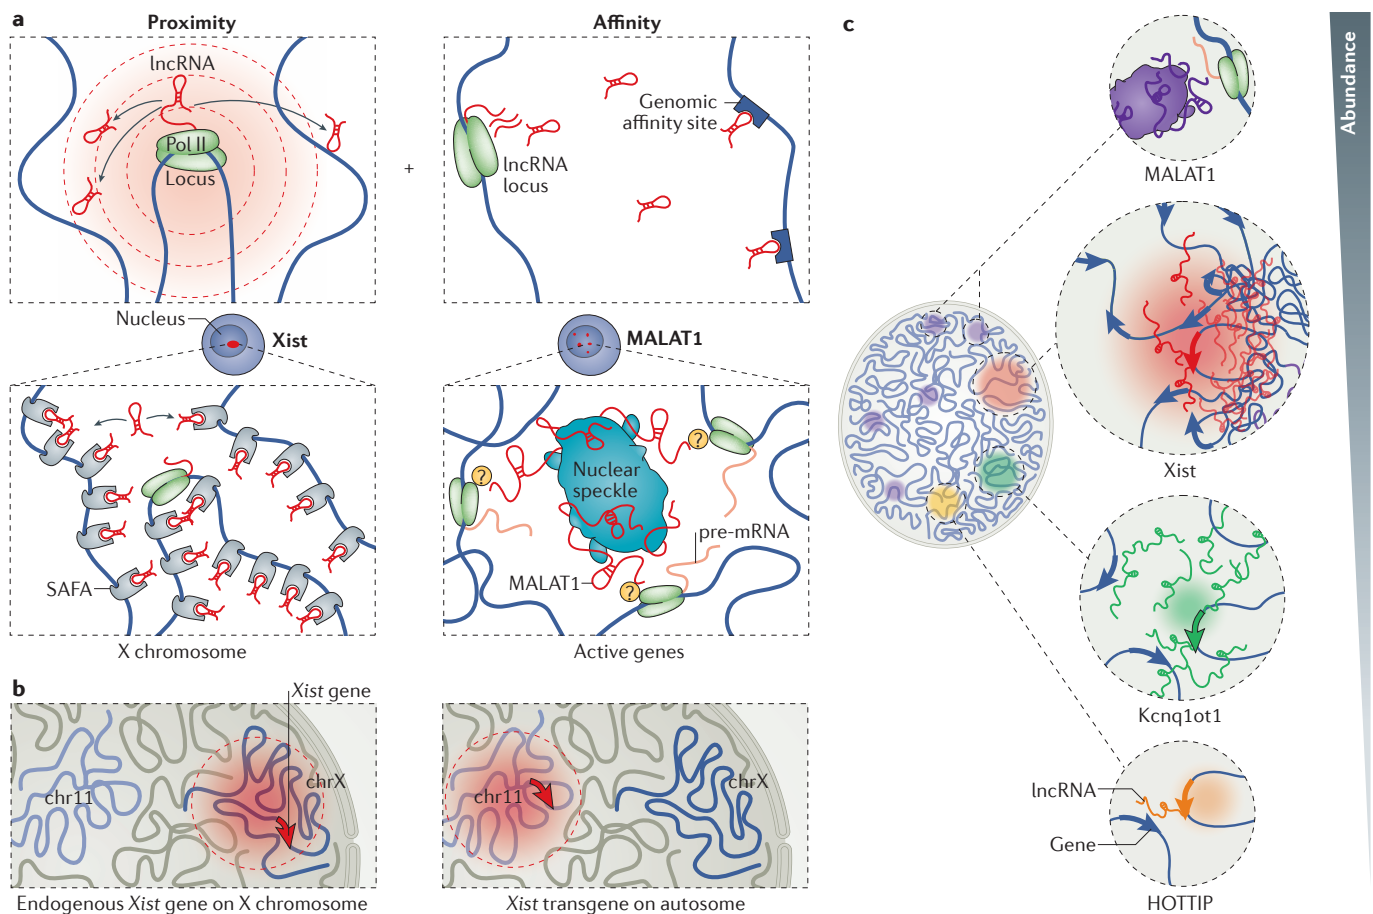 a
Proximity
lncRNA
Pol II
Locus
+
Affinity
Genomic
affinity site
lncRNA
locus
Nucleus
Xist
MALAT1
SAFA
X chromosome
?
?
Nuclear
speckle
pre-mRNA
MALAT1
?
Active genes
b
Xist gene
chr11
chrX
Endogenous Xist gene on X chromosome
chr11
chrX
Xist transgene on autosome
c
MALAT1
Xist
Kcnq1ot1
lncRNA
Gene
HOTTIP
Abundance